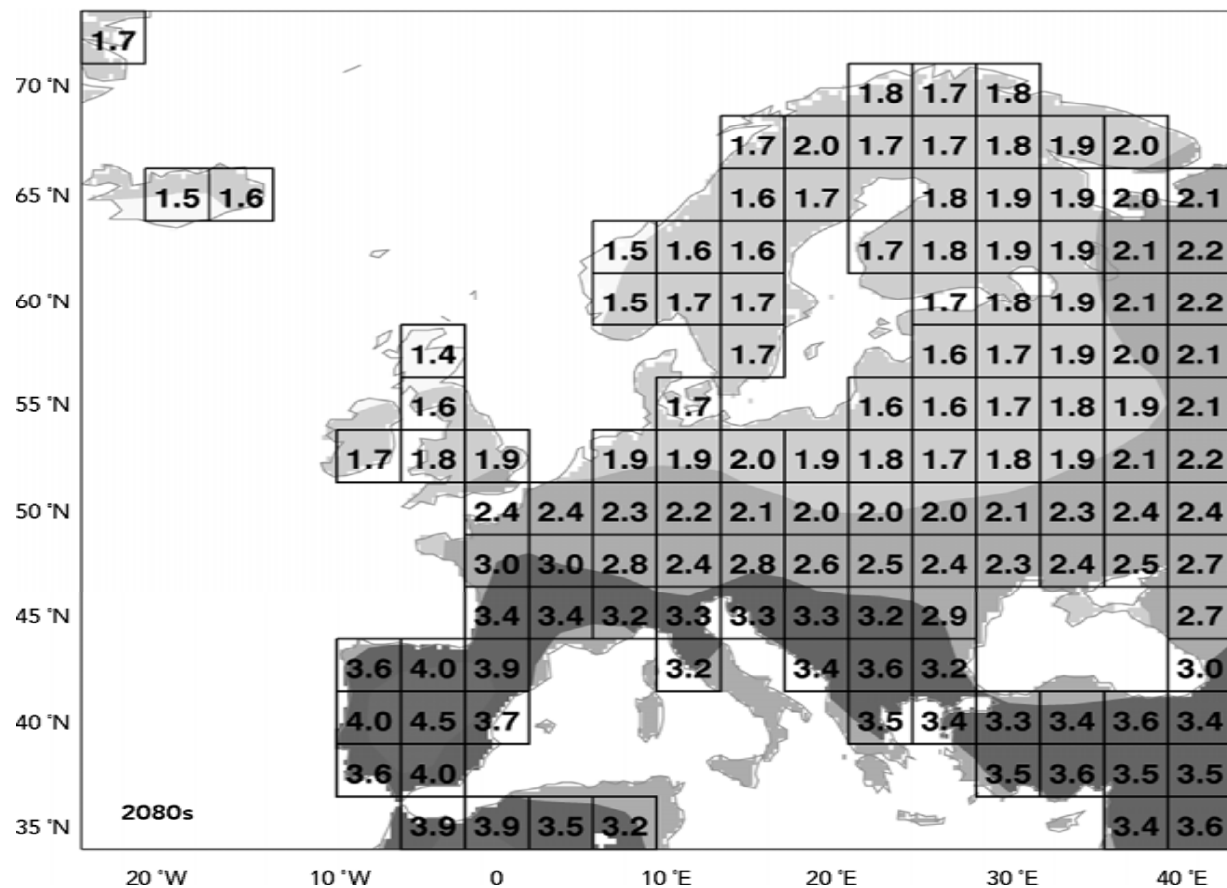 1.7
70 °N
1.8 1.7 1.8
1.7 2.0 1.7 1.7 1.8 1.9 2.0
65 °N
1.5 1.6 1.6 1.7 1.8 1.9 1.9 2.0 2.1
1.5 1.6 1.6 1.7 1.8 1.9 1.9 2.1 2.2
60 °N
1.5 1.7 1.7 1.7 1.8 1.9 2.1 2.2
1.4 1.7 1.6 1.7 1.9 2.0 2.1
55 °N
1.6 1.7 1.6 1.6 1.7 1.8 1.9 2.1
1.7 1.8 1.9 1.9 1.9 2.0 1.9 1.8 1.7 1.8 1.9 2.1 2.2
50 °N
2.4 2.4 2.3 2.2 2.1 2.0 2.0 2.0 2.1 2.3 2.4 2.4
3.0 3.0 2.8 2.4 2.8 2.6 2.5 2.4 2.3 2.4 2.5 2.7
45 °N
3.4 3.4 3.2 3.3 3.3 3.3 3.2 2.9 2.7
3.6 4.0 3.9 3.2 3.4 3.6 3.2 3.0
40 °N
4.0 4.5 3.7 3.5 3.4 3.3 3.4 3.6 3.4
3.6 4.0 3.5 3.6 3.5 3.5
2080s
35 °N
3.9 3.9 3.5 3.2 3.4 3.6
20 °W 10 °W 0 10 °E 20 °E 30 °E 40 °E